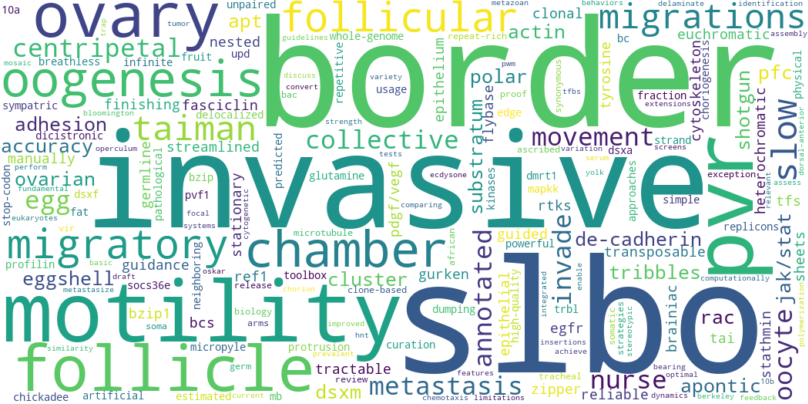 10a
ovary
unpaired
trap
tumor
apt
follicular
metazoan
behaviors
delaminate
identification
migrations
assembly
centripetal
nested
guidelines
whole-genome
clonal
repeat-rich
euchromatic
mosaic
breathless
infinite
fruit
upd
discuss
convert
bac
repetitive
variety
usage
actin
bc
physical
oogenesis
border
epithelium
pwm
proof
tfbs
synonymous
tyrosine
fraction
extensions
cytoskeleton
choriogenesis
pfc
shotgun
sympatric
finishing
fasciclin
bloomington
strength
polar
flybase
edge
adhesion
dicistronic
delocalized
taiman
movement
heterochromatic
slow
dorsal-anterior
accuracy
operculum
streamlined
predicted
tests
collective
substratum
ascribed
variation
strand
screens
exception
manually
perform
germline
pathological
glutamine
ecdysone
kinases
serum
dsxa
dmrt1
yolk
approaches
simple
relevant
assess
ovarian
stop-codon
fundamental
dsxf
bzip
comparing
mapkk
pvr
egg
fat
eukaryotes
pvf1
focal
systems
stationary
cytogenetic
pdgf/vegf
rtks
tfs
vir
invasive
microtubule
african
guided
invade
powerful
de-cadherin
replicons
migratory
chamber
annotated
transposable
jak/stat
sheets
profilin
basic
guidance
neighboring
computationally
polarization
eggshell
draft
socs36e
oskar
ref1
toolbox
release
chorion
cluster
gurken
epithelial
high-quality
integrated
enable
tribbles
metastasize
clone-based
dumping
trbl
somatic
strategies
stereotypic
brainiac
rac
motility
bzip1
soma
biology
arms
improved
hnt
slbo
egfr
insertions
achieve
tai
stathmin
oocyte
bcs
micropyle
protrusion
prevalent
curation
features
bearing
optimal
follicle
similarity
germ
tractable
review
tracheal
nurse
apontic
chickadee
artificial
estimated
current
mb
dsxm
metastasis
chemotaxis
limitations
zipper
reliable
dynamics
berkeley
10b
feedback